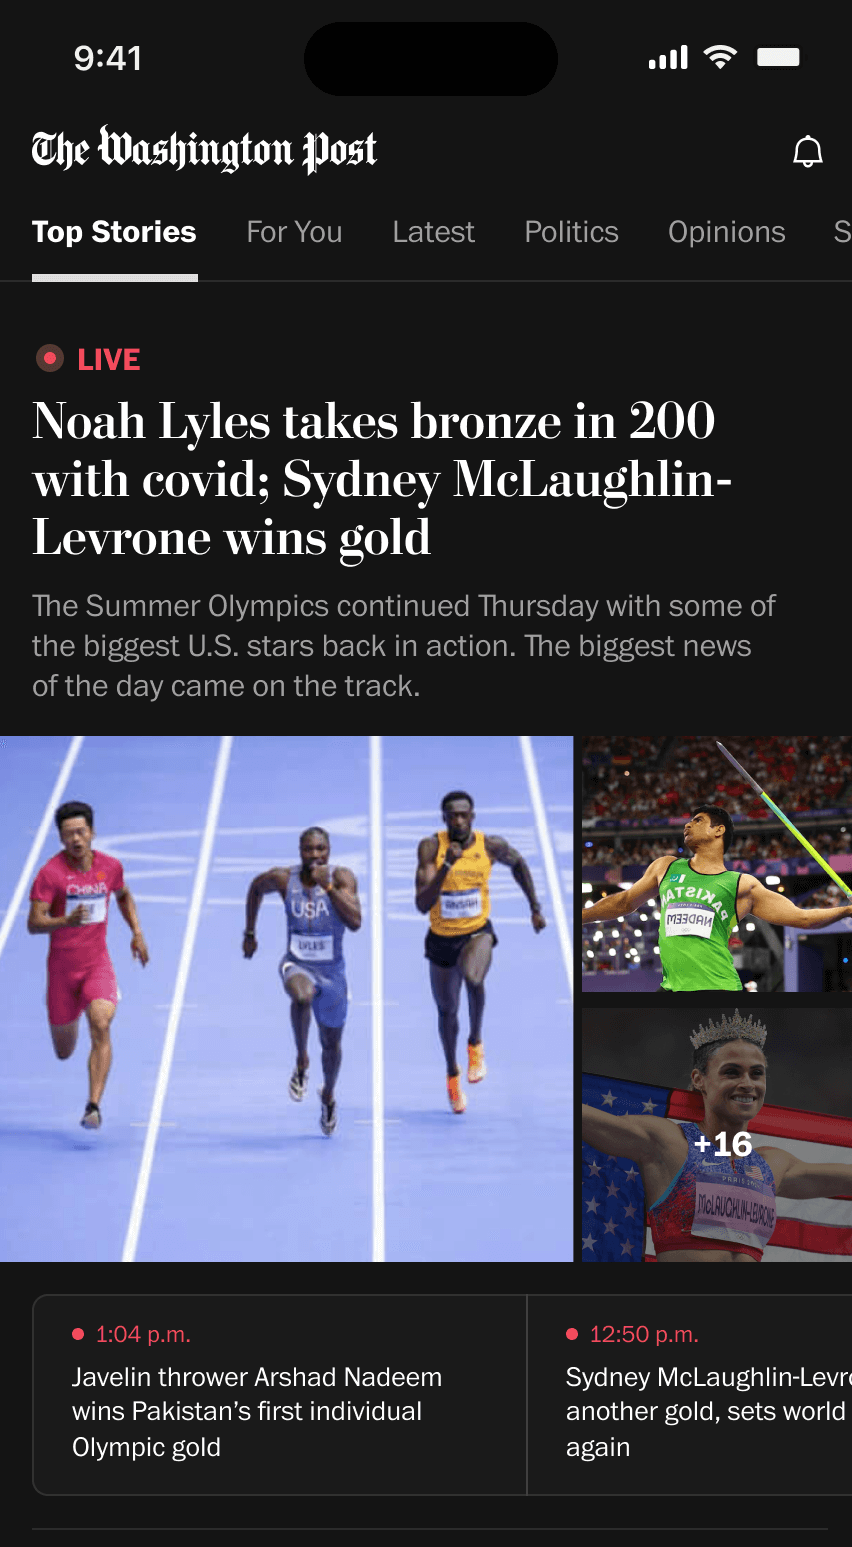 9:41
The Washington Post
Top Stories For You Latest Politics Opinions S
LIVE
Noah Lyles takes bronze in 200
with covid; Sydney McLaughlin-
Levrone wins gold
The Summer Olympics continued Thursday with some of
the biggest U.S. stars back in action. The biggest news
of the day came on the track.
CHINA
USA
LYLES
ANSAH
PAKISTAN
NADEEM
+16
PARIS 2024
McLAUGHLIN-LEVRONE
1:04 p.m.
Javelin thrower Arshad Nadeem
wins Pakistan’s first individual
Olympic gold
12:50 p.m.
Sydney McLaughlin-Levro
another gold, sets world
again